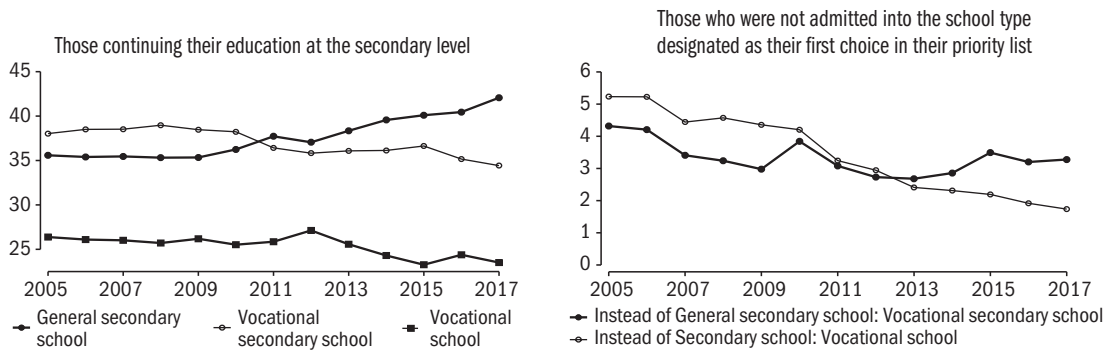 Those continuing their education at the secondary level
45
40
35
30
25
2005 2007 2009 2011 2013 2015 2017
General secondary school
Vocational secondary school
Vocational school
Those who were not admitted into the school type
designated as their first choice in their priority list
6
5
4
3
2
1
0
2005 2007 2009 2011 2013 2015 2017
Instead of General secondary school: Vocational secondary school
Instead of Secondary school: Vocational school